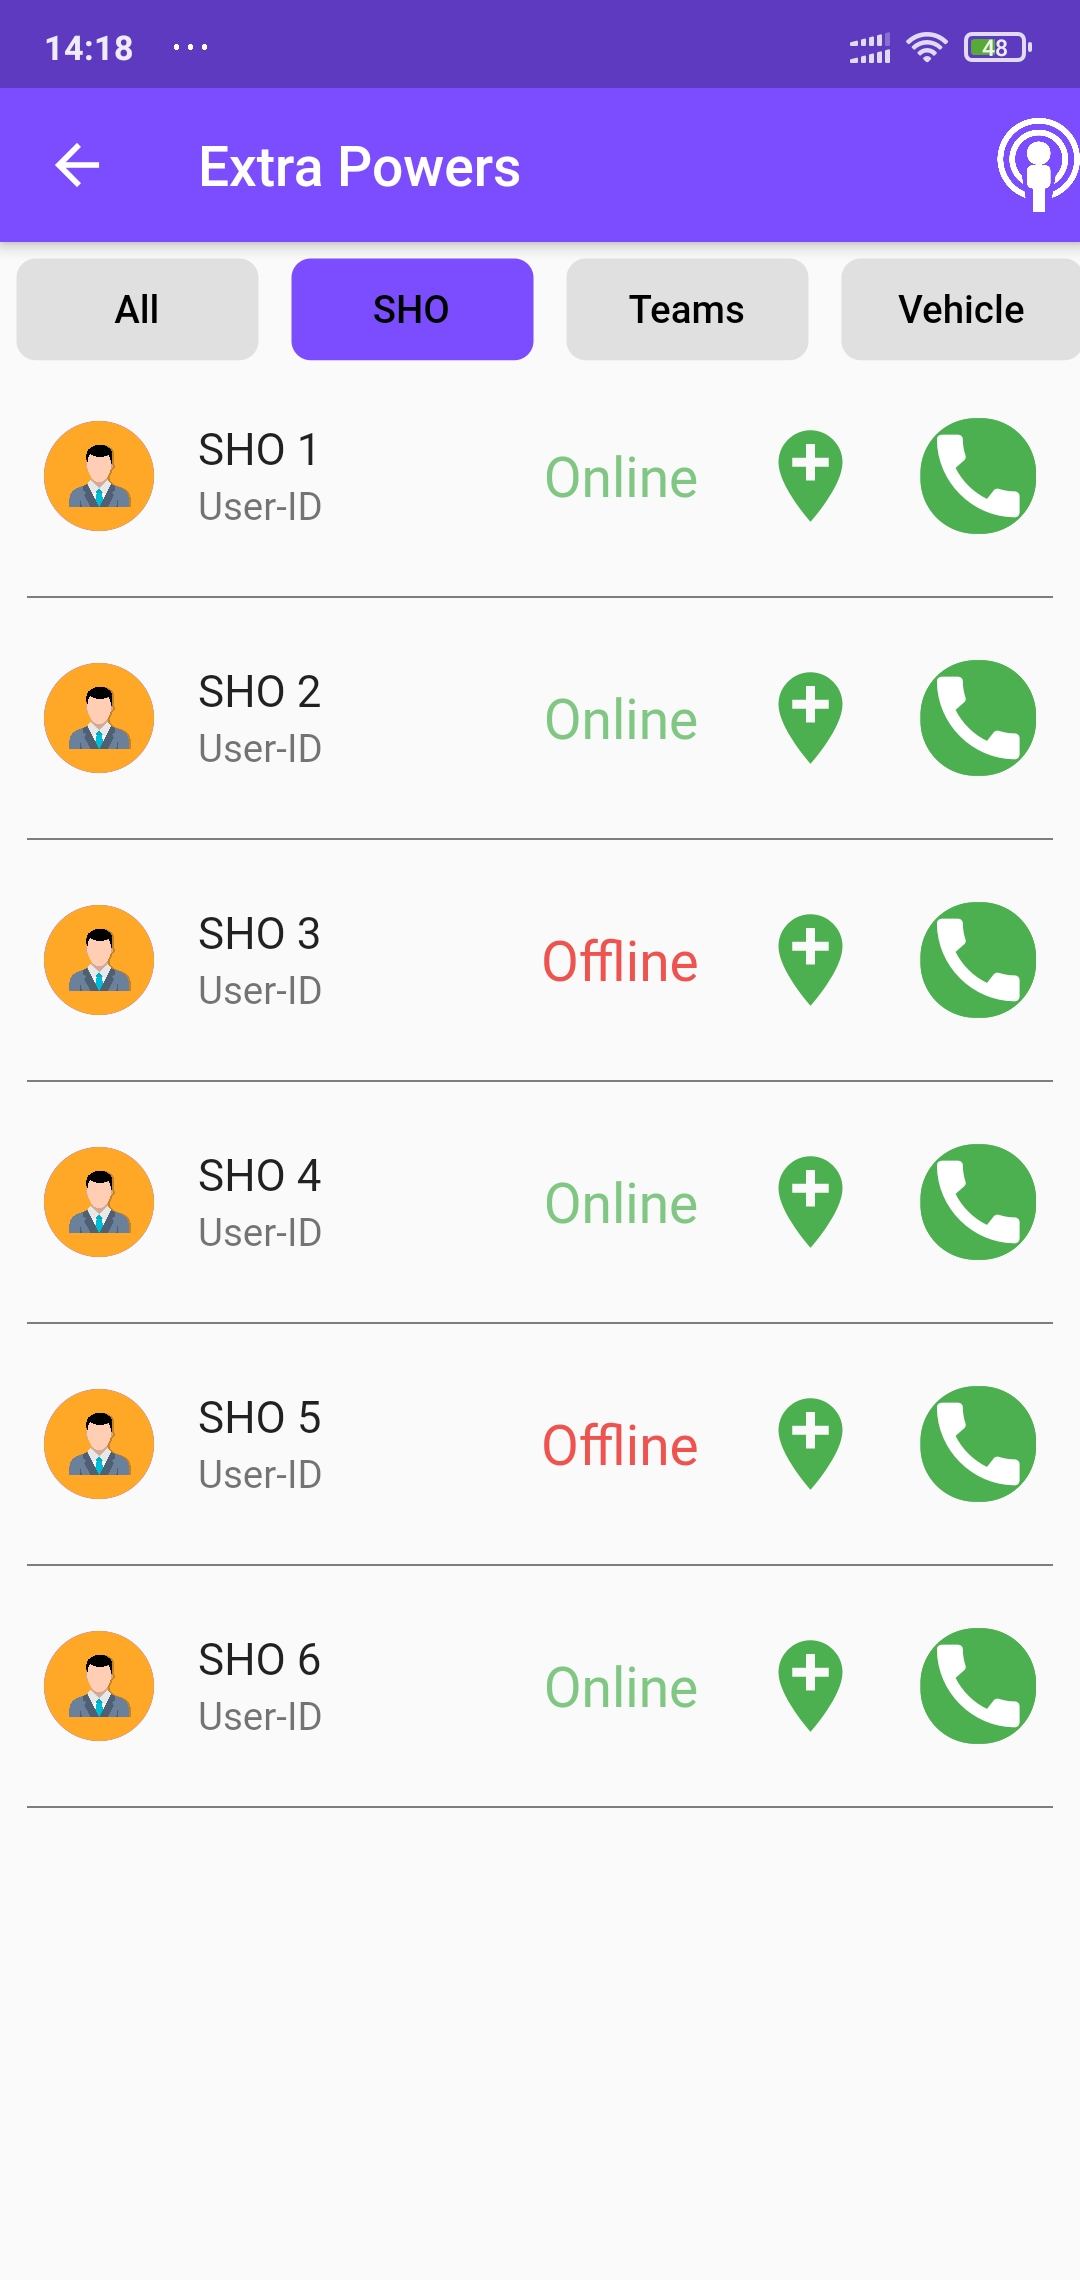 14:18 ... 48
Extra Powers
All SHO Teams Vehicle
SHO 1
User-ID
Online
SHO 2
User-ID
Online
SHO 3
User-ID
Offline
SHO 4
User-ID
Online
SHO 5
User-ID
Offline
SHO 6
User-ID
Online